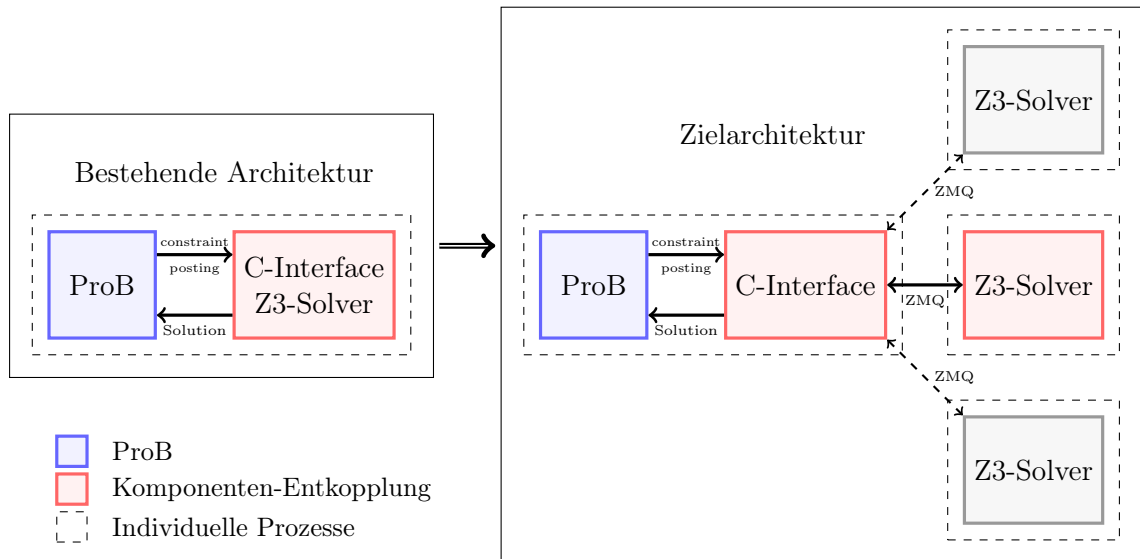 Bestehende Architektur
ProB
constraint
posting
Solution
C-Interface
Z3-Solver
ProB
Komponenten-Entkopplung
Individuelle Prozesse
Zielarchitektur
ProB
constraint
posting
Solution
C-Interface
ZMQ
ZMQ
ZMQ
Z3-Solver
Z3-Solver
Z3-Solver